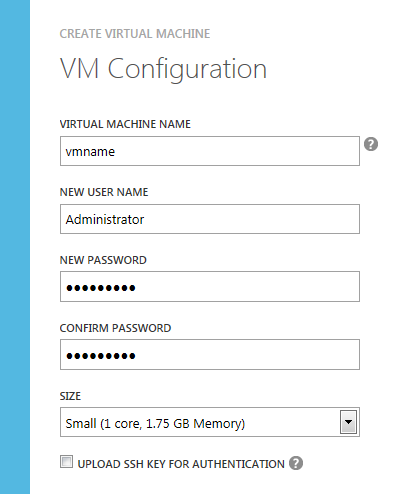 CREATE VIRTUAL MACHINE
VM Configuration
VIRTUAL MACHINE NAME
vmname
?
NEW USER NAME
Administrator
NEW PASSWORD
●●●●●●●●●
CONFIRM PASSWORD
●●●●●●●●●
SIZE
Small (1 core, 1.75 GB Memory)
UPLOAD SSH KEY FOR AUTHENTICATION ?